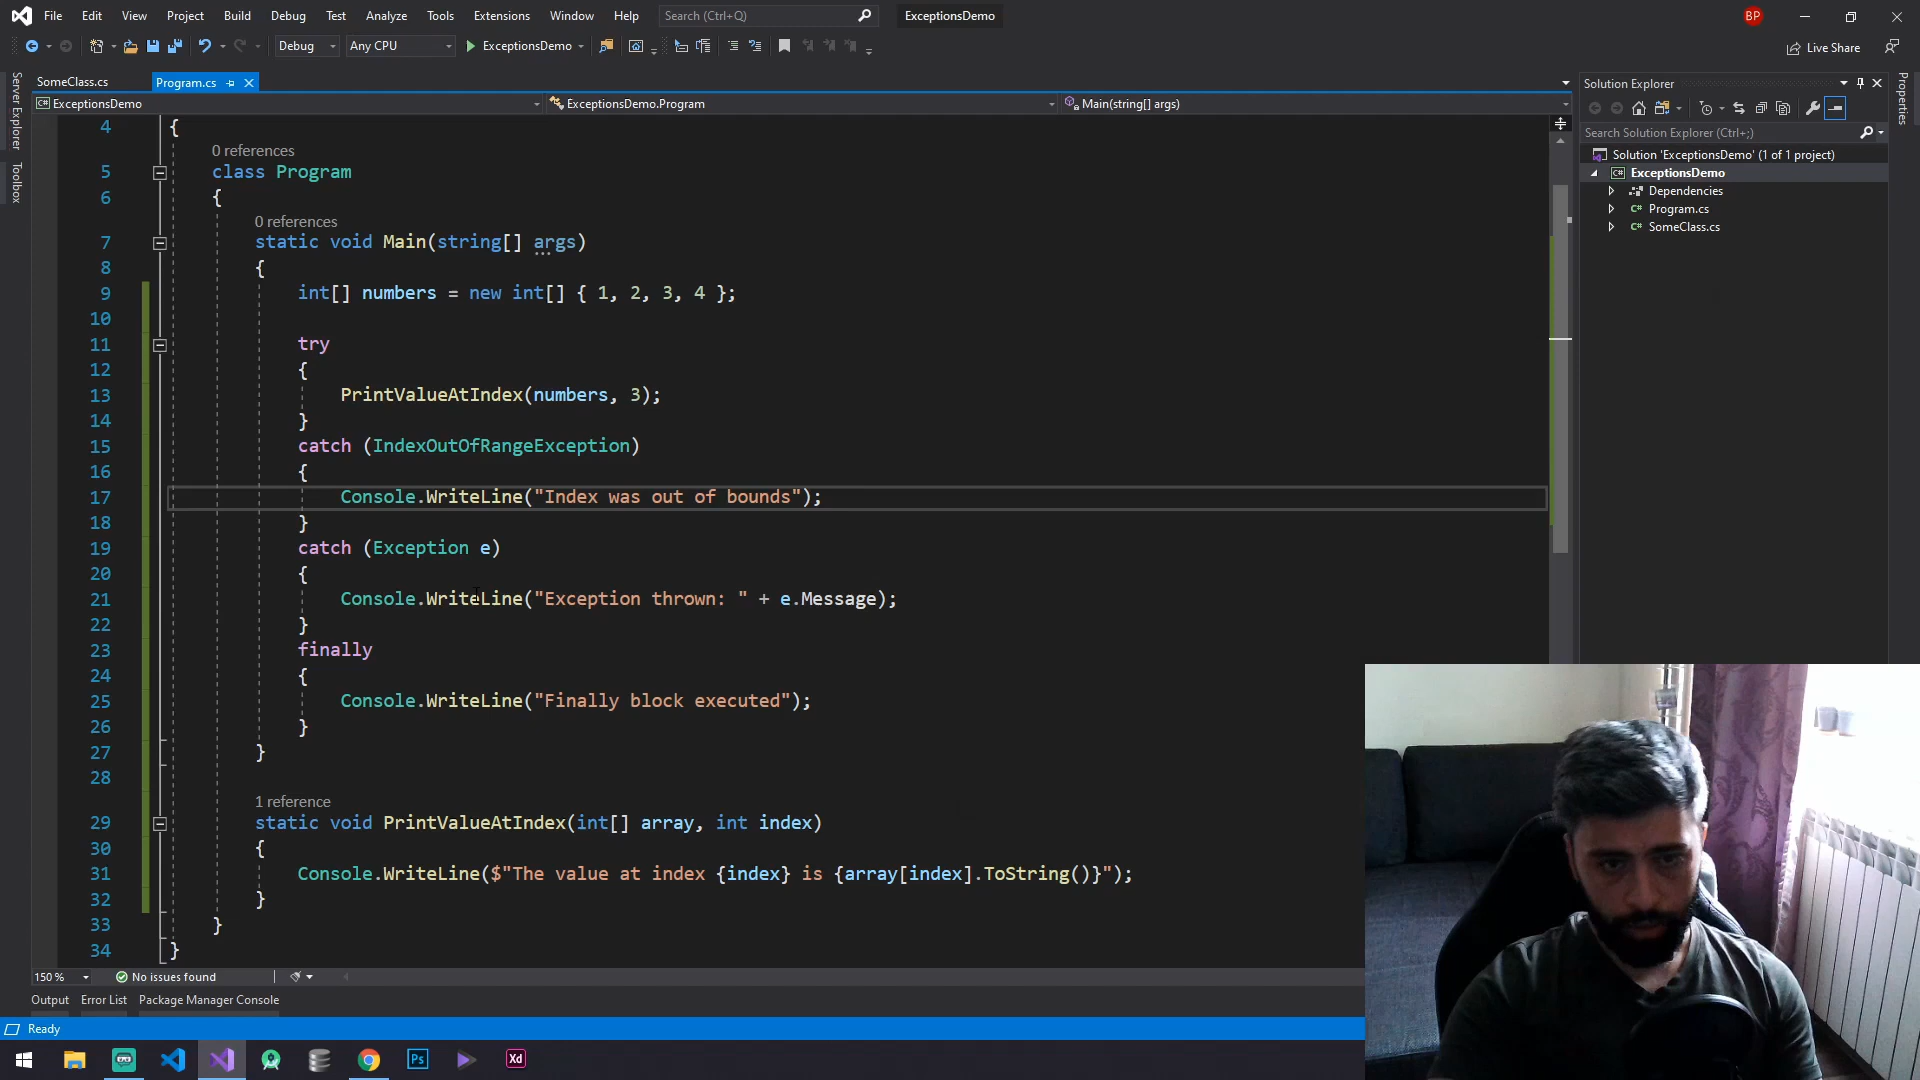 File Edit View Project Build Debug Test Analyze Tools Extensions Window Help Search (Ctrl+Q) ExceptionsDemo BP
Debug Any CPU ExceptionsDemo Live Share
Server Explorer
Toolbox
SomeClass.cs Program.cs
ExceptionsDemo ExceptionsDemo.Program Main(string[] args)
4 {
0 references
5 class Program
6 {
0 references
7 static void Main(string[] args)
8 {
9 int[] numbers = new int[] { 1, 2, 3, 4 };
10
11 try
12 {
13 PrintValueAtIndex(numbers, 3);
14 }
15 catch (IndexOutOfRangeException)
16 {
17 Console.WriteLine("Index was out of bounds");
18 }
19 catch (Exception e)
20 {
21 Console.WriteLine("Exception thrown: " + e.Message);
22 }
23 finally
24 {
25 Console.WriteLine("Finally block executed");
26 }
27 }
28
1 reference
29 static void PrintValueAtIndex(int[] array, int index)
30 {
31 Console.WriteLine($"The value at index {index} is {array[index].ToString()}");
32 }
33 }
34 }
150 % No issues found
Output Error List Package Manager Console
Ready
Solution Explorer
Search Solution Explorer (Ctrl+;)
Solution 'ExceptionsDemo' (1 of 1 project)
ExceptionsDemo
Dependencies
C# Program.cs
C# SomeClass.cs
Properties
Ps Xd